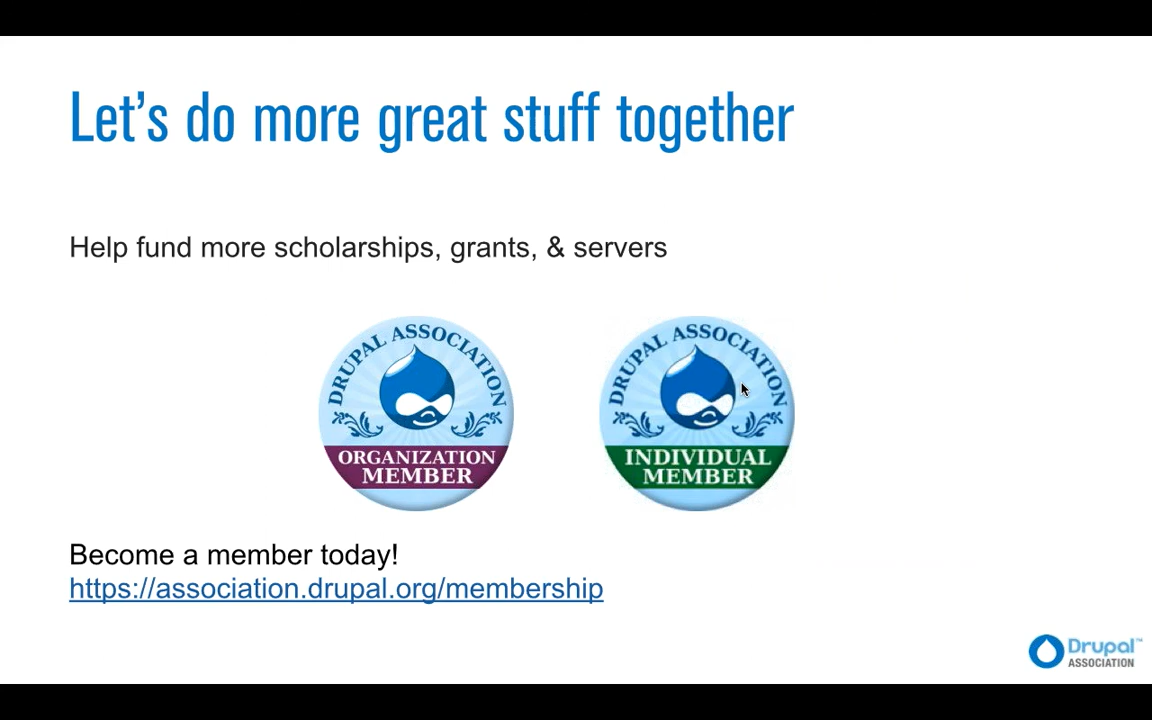 Let's do more great stuff together
Help fund more scholarships, grants, & servers
DRUPAL ASSOCIATION
ORGANIZATION
MEMBER
DRUPAL ASSOCIATION
INDIVIDUAL
MEMBER
Become a member today!
https://association.drupal.org/membership
Drupal™
ASSOCIATION